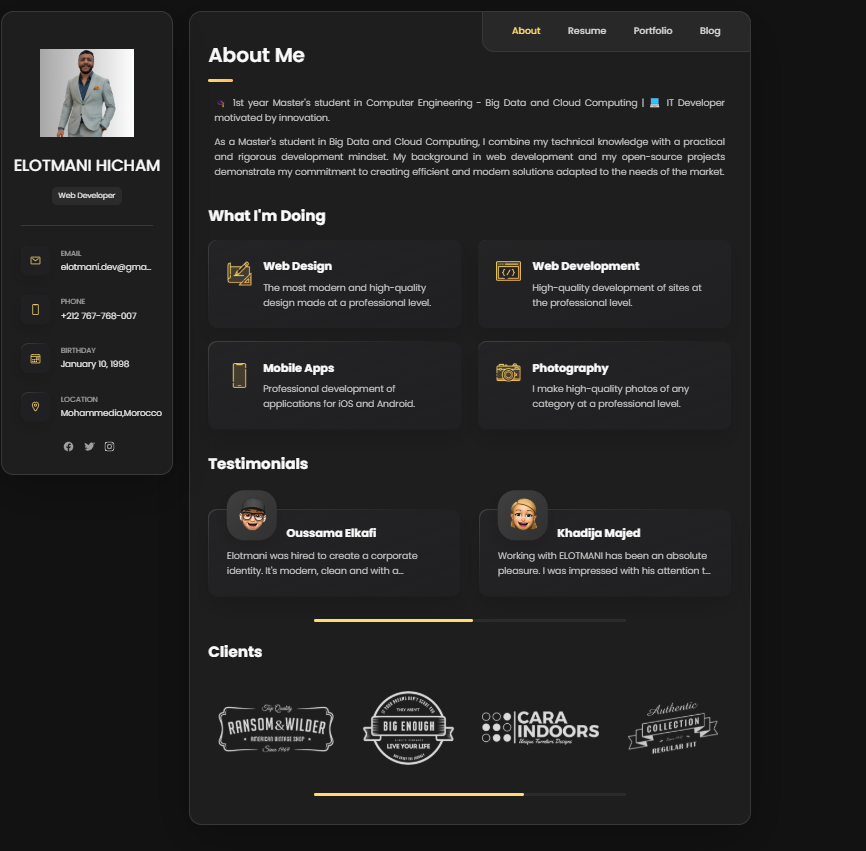 About
Resume
Portfolio
Blog
ELOTMANI HICHAM
Web Developer
EMAIL
elotmani.dev@gma...
PHONE
+212 767-768-007
BIRTHDAY
January 10, 1998
LOCATION
Mohammedia,Morocco
About Me
1st year Master's student in Computer Engineering - Big Data and Cloud Computing | IT Developer
motivated by innovation.
As a Master's student in Big Data and Cloud Computing, I combine my technical knowledge with a practical
and rigorous development mindset. My background in web development and my open-source projects
demonstrate my commitment to creating efficient and modern solutions adapted to the needs of the market.
What I'm Doing
Web Design
The most modern and high-quality
design made at a professional level.
Web Development
High-quality development of sites at
the professional level.
Mobile Apps
Professional development of
applications for iOS and Android.
Photography
I make high-quality photos of any
category at a professional level.
Testimonials
Oussama Elkafi
Elotmani was hired to create a corporate
identity. It's modern, clean and with a...
Khadija Majed
Working with ELOTMANI has been an absolute
pleasure. I was impressed with his attention t...
Clients
Top Quality
RANSOM&WILDER
AMERICAN VINTAGE SHOP
Since 1969
IF YOUR DREAMS DON'T SCARE YOU
THEY AREN'T
BIG ENOUGH
LIVE YOUR LIFE
CARA
INDOORS
Unique Furniture Designs
Authentic
COLLECTION
REGULAR FIT